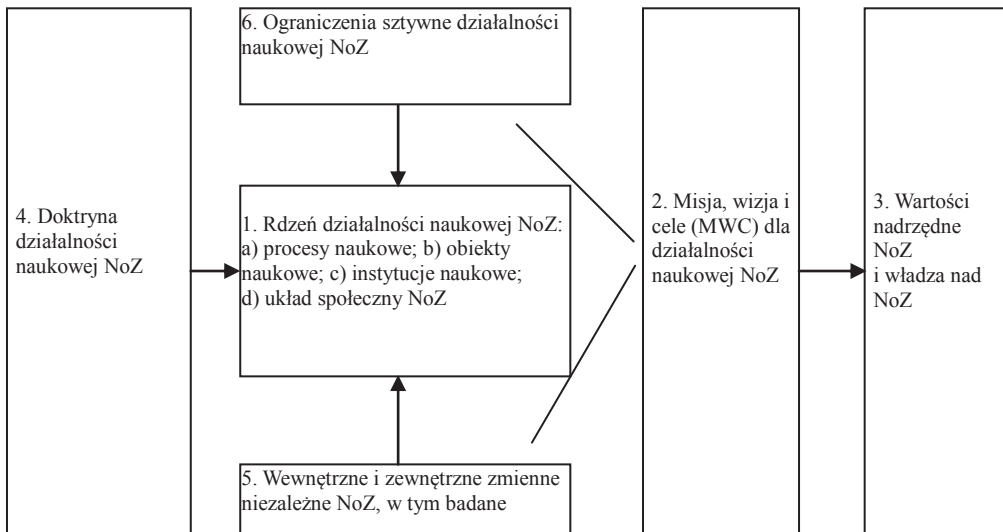 6. Ograniczenia sztywne działalności
naukowej NoZ
4. Doktryna
działalności
naukowej NoZ
1. Rdzeń działalności naukowej NoZ:
a) procesy naukowe; b) obiekty
naukowe; c) instytucje naukowe;
d) układ społeczny NoZ
2. Misja, wizja i
cele (MWC) dla
działalności
naukowej NoZ
3. Wartości
nadrzędne
NoZ
i władza nad
NoZ
5. Wewnętrzne i zewnętrzne zmienne
niezależne NoZ, w tym badane